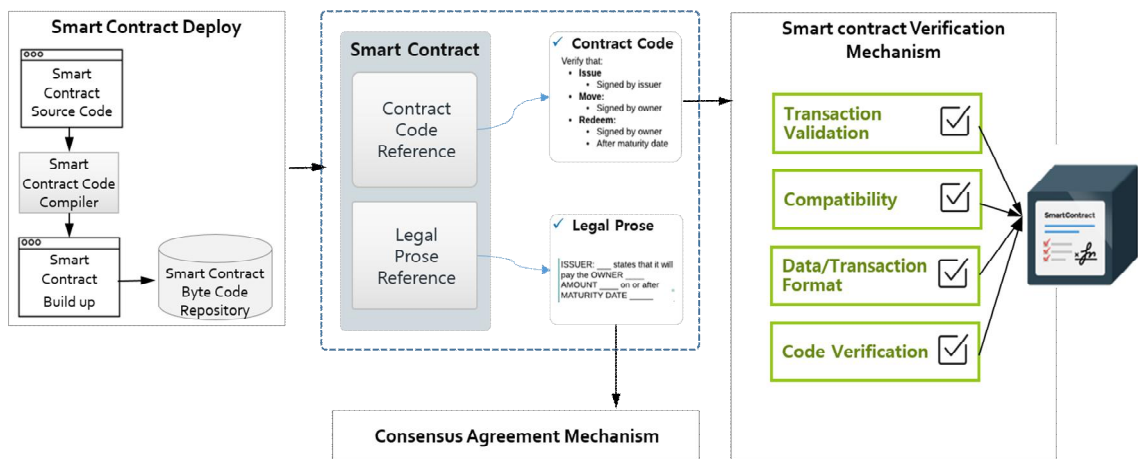 Smart Contract Deploy
Smart
Contract
Source Code
Smart
Contract Code
Compiler
Smart
Contract
Build up
Smart Contract
Byte Code
Repository
Smart Contract
Contract
Code
Reference
Legal
Prose
Reference
✓ Contract Code
Verify that:
• Issue
• Signed by issuer
• Move:
• Signed by owner
• Redeem:
• Signed by owner
• After maturity date
✓ Legal Prose
ISSUER: ___ states that it will
pay the OWNER ____
AMOUNT ____ on or after
MATURITY DATE _____
Consensus Agreement Mechanism
Smart contract Verification
Mechanism
Transaction
Validation
Compatibility
Data/Transaction
Format
Code Verification
SmartContract